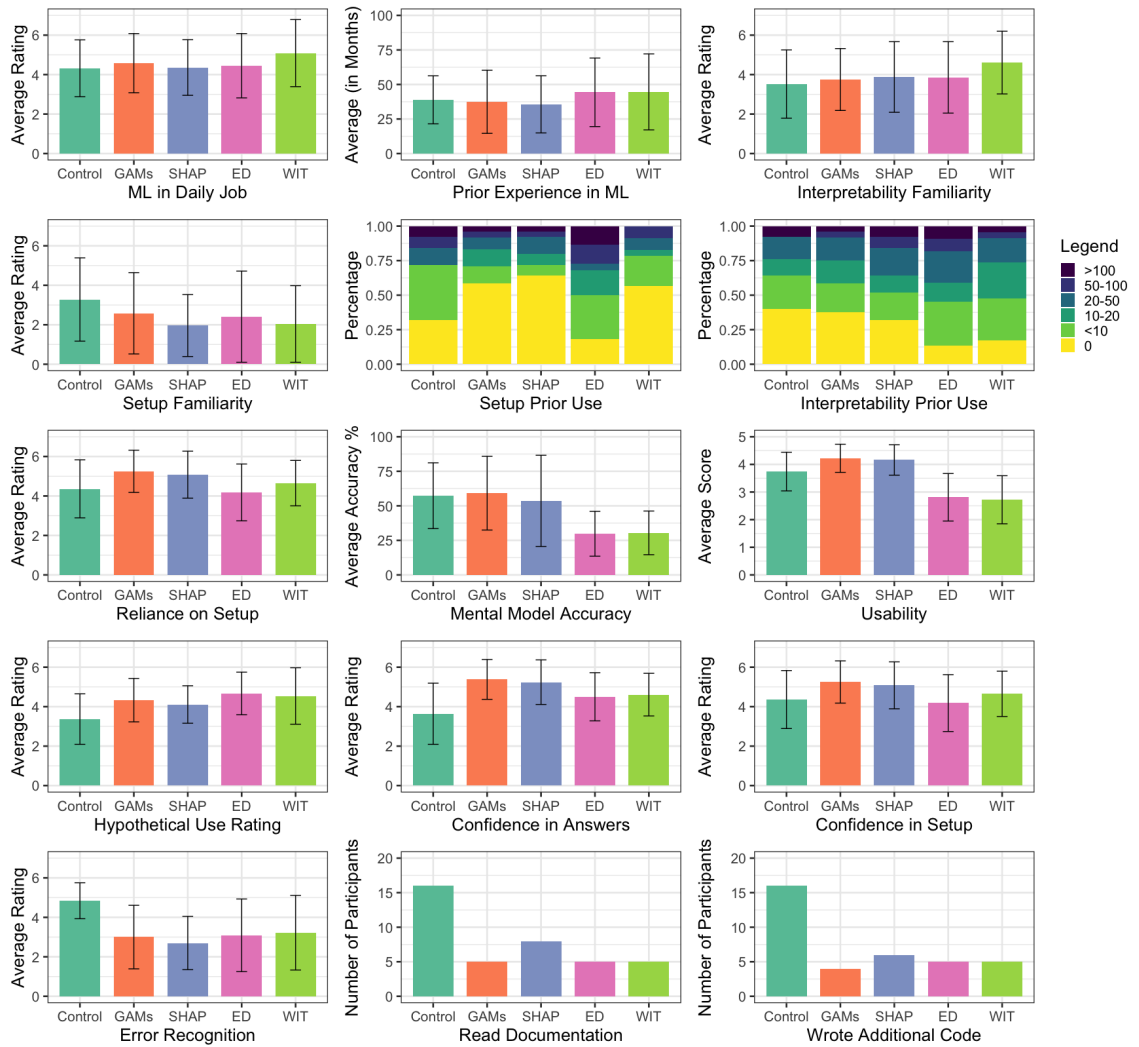 Average Rating
6
4
2
0
Control GAMs SHAP ED WIT
ML in Daily Job
Average (in Months)
100
75
50
25
0
Control GAMs SHAP ED WIT
Prior Experience in ML
Average Rating
6
4
2
0
Control GAMs SHAP ED WIT
Interpretability Familiarity
Average Rating
6
4
2
0
Control GAMs SHAP ED WIT
Setup Familiarity
Percentage
1.00
0.75
0.50
0.25
0.00
Control GAMs SHAP ED WIT
Setup Prior Use
Percentage
1.00
0.75
0.50
0.25
0.00
Control GAMs SHAP ED WIT
Interpretability Prior Use
Legend
>100
50-100
20-50
10-20
<10
0
Average Rating
6
4
2
0
Control GAMs SHAP ED WIT
Reliance on Setup
Average Accuracy %
100
75
50
25
0
Control GAMs SHAP ED WIT
Mental Model Accuracy
Average Score
5
4
3
2
1
0
Control GAMs SHAP ED WIT
Usability
Average Rating
6
4
2
0
Control GAMs SHAP ED WIT
Hypothetical Use Rating
Average Rating
6
4
2
0
Control GAMs SHAP ED WIT
Confidence in Answers
Average Rating
6
4
2
0
Control GAMs SHAP ED WIT
Confidence in Setup
Average Rating
6
4
2
0
Control GAMs SHAP ED WIT
Error Recognition
Number of Participants
20
15
10
5
0
Control GAMs SHAP ED WIT
Read Documentation
Number of Participants
20
15
10
5
0
Control GAMs SHAP ED WIT
Wrote Additional Code